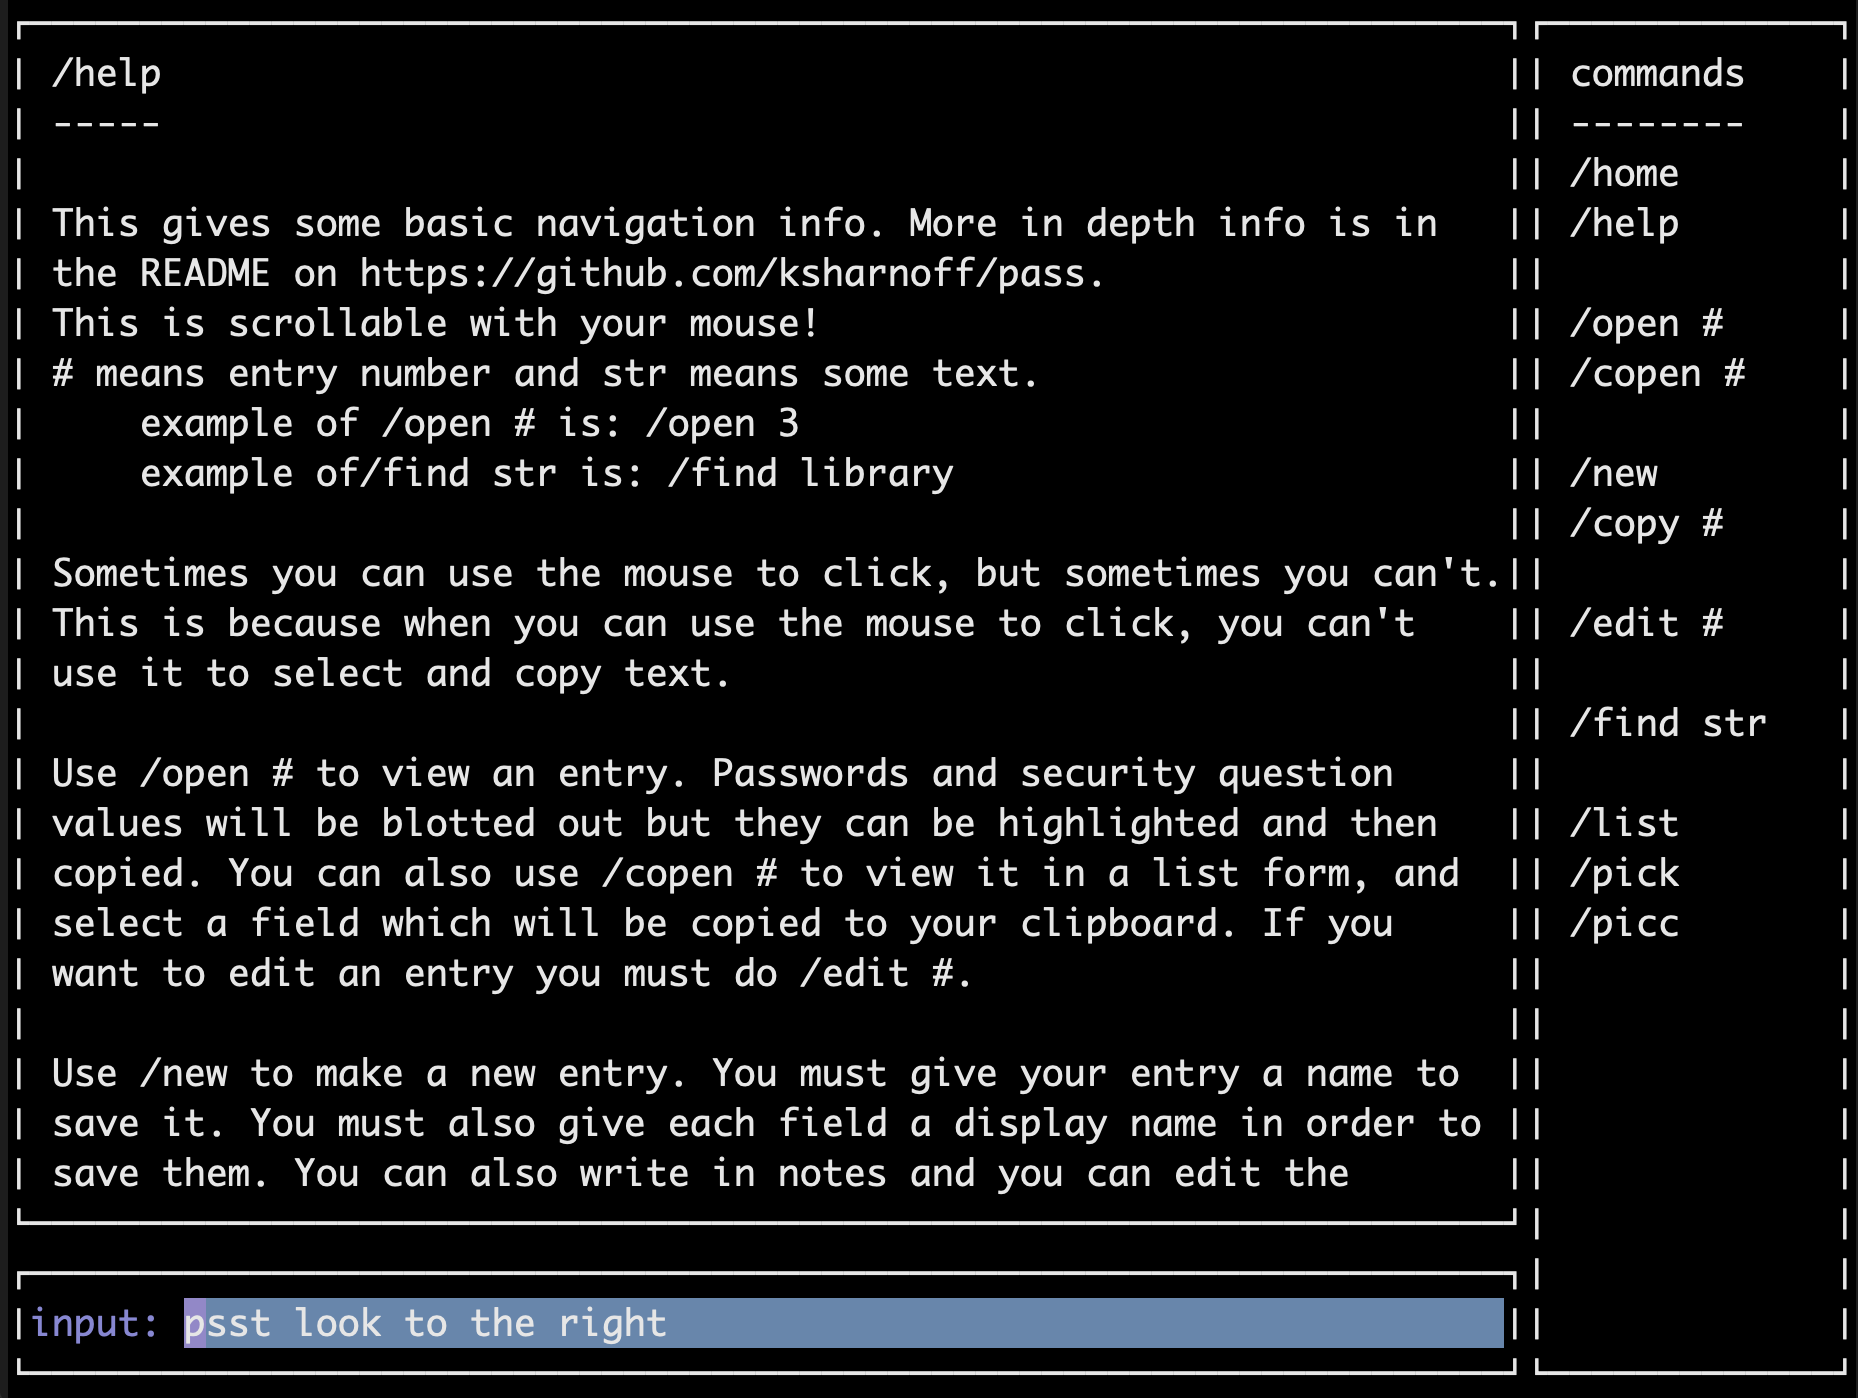 /help
-----
This gives some basic navigation info. More in depth info is in
the README on https://github.com/ksharnoff/pass.
This is scrollable with your mouse!
# means entry number and str means some text.
    example of /open # is: /open 3
    example of/find str is: /find library
Sometimes you can use the mouse to click, but sometimes you can't.
This is because when you can use the mouse to click, you can't
use it to select and copy text.
Use /open # to view an entry. Passwords and security question
values will be blotted out but they can be highlighted and then
copied. You can also use /copen # to view it in a list form, and
select a field which will be copied to your clipboard. If you
want to edit an entry you must do /edit #.
Use /new to make a new entry. You must give your entry a name to
save it. You must also give each field a display name in order to
save them. You can also write in notes and you can edit the
input: psst look to the right
commands
--------
/home
/help
/open #
/copen #
/new
/copy #
/edit #
/find str
/list
/pick
/picc